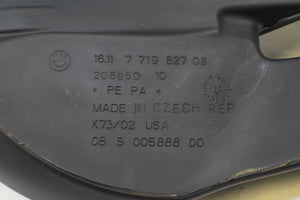 16.11 7 719 827 03
205650 10
> PE PA <
MADE IN CZECH REP
K73/02 USA
08 S 005888 00